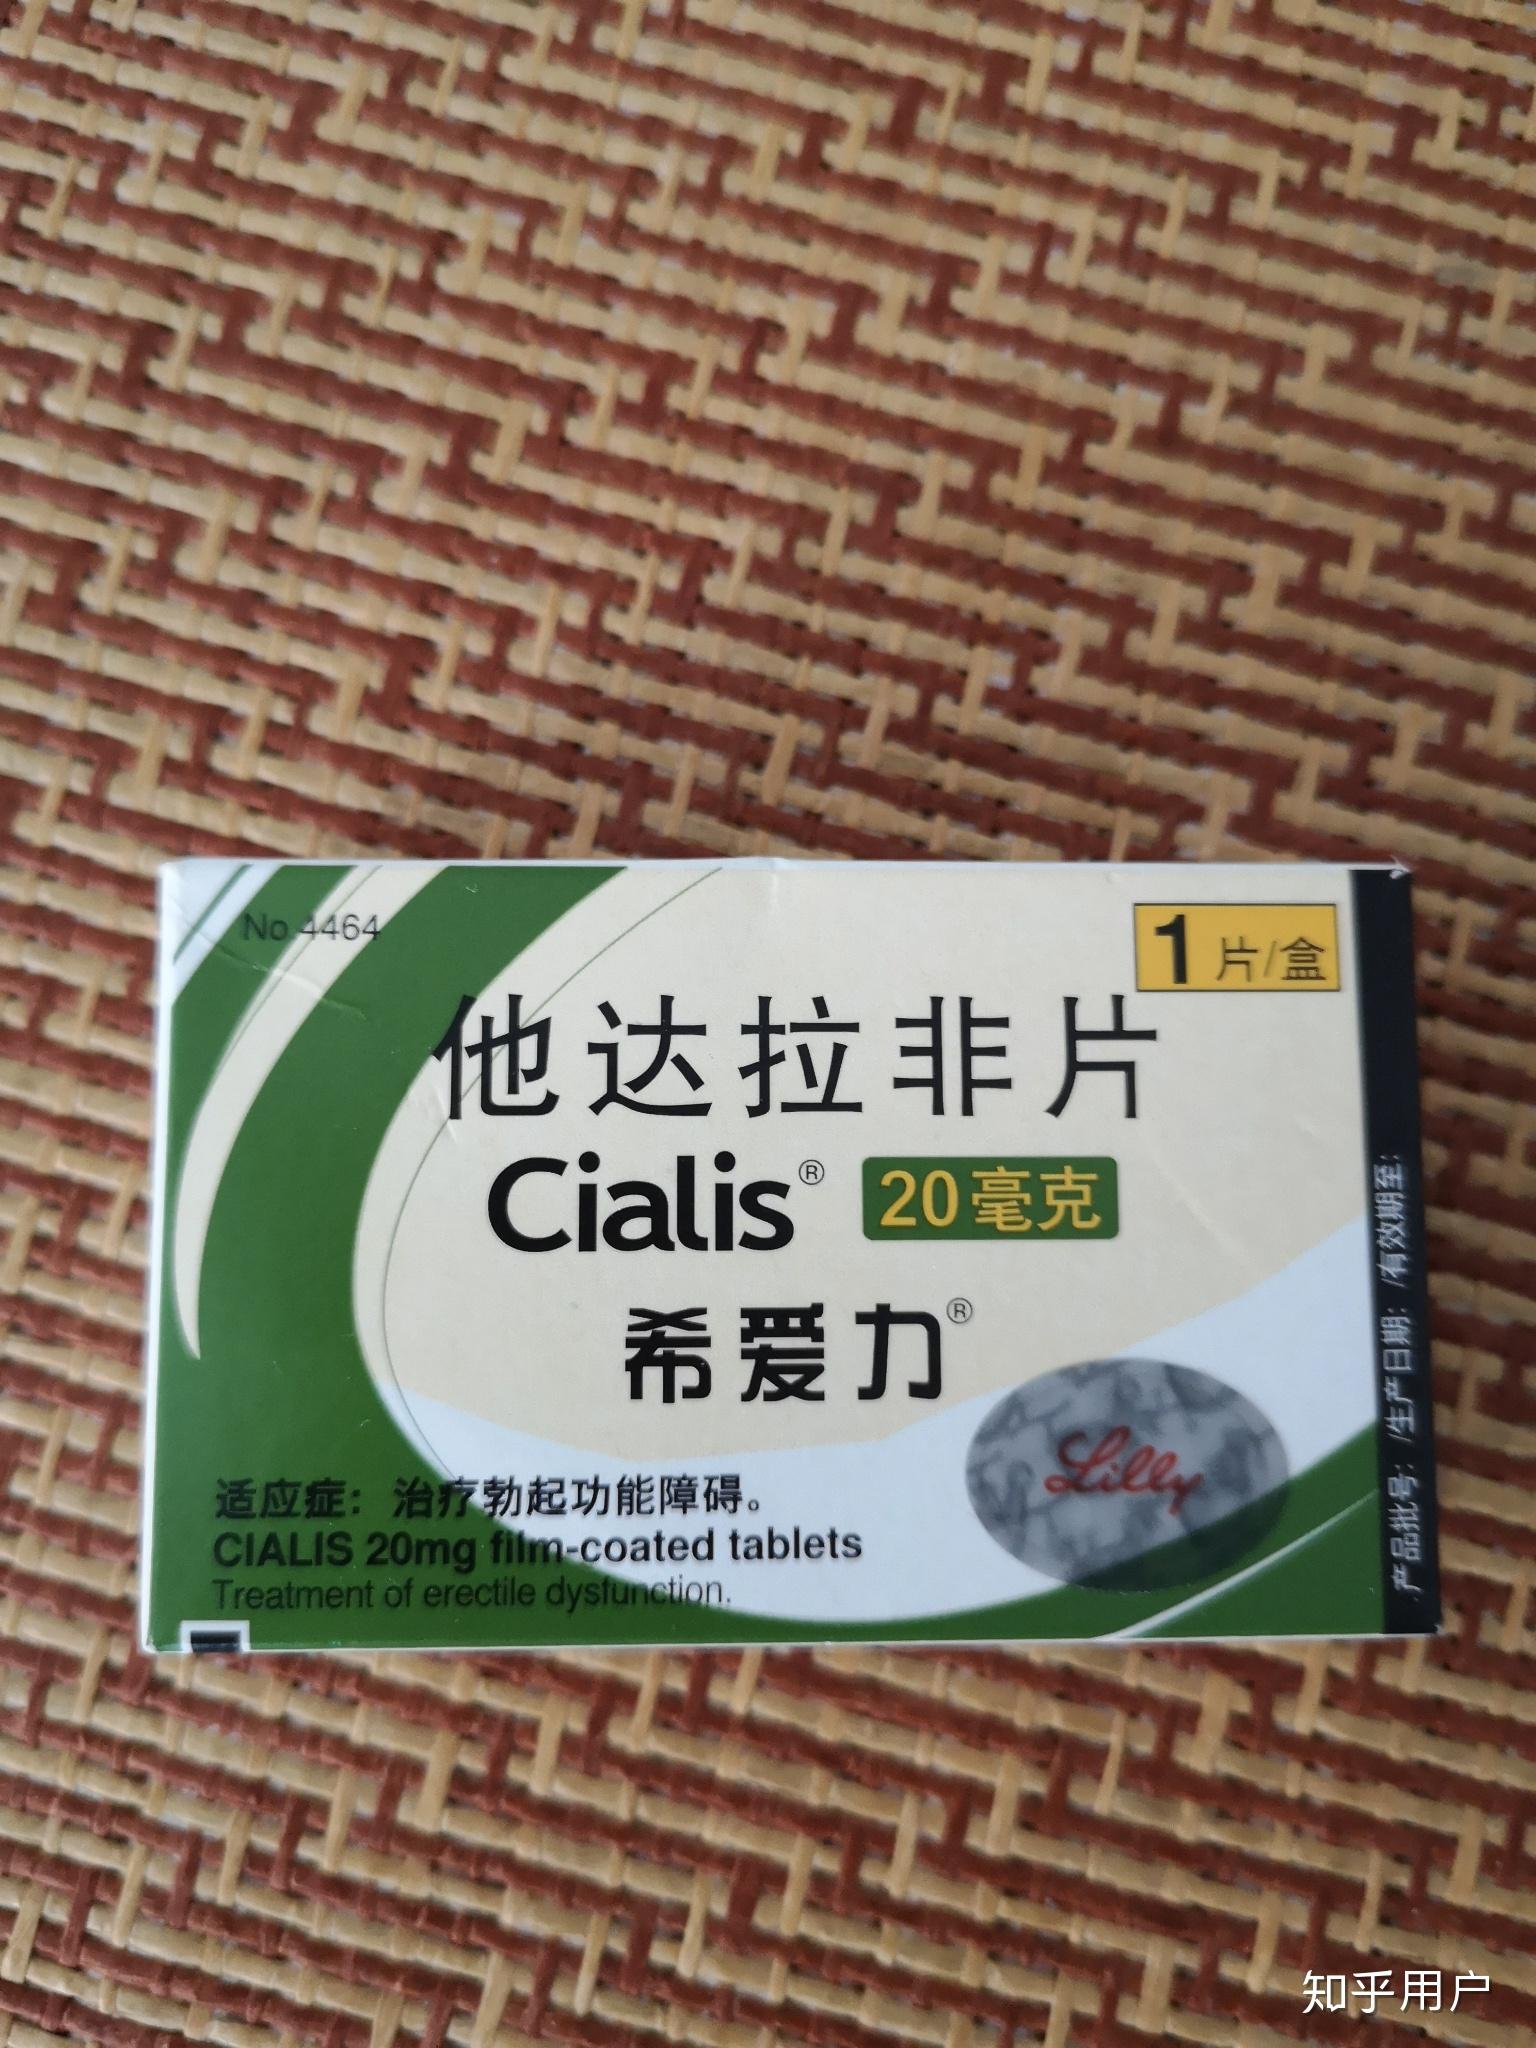 No 4464
1 片/盒
他达拉非片
Cialis® 20毫克
希爱力®
Lilly
适应症：治疗勃起功能障碍。
CIALIS 20mg film-coated tablets
Treatment of erectile dysfunction.
产品批号: /生产日期: /有效期至:
知乎用户